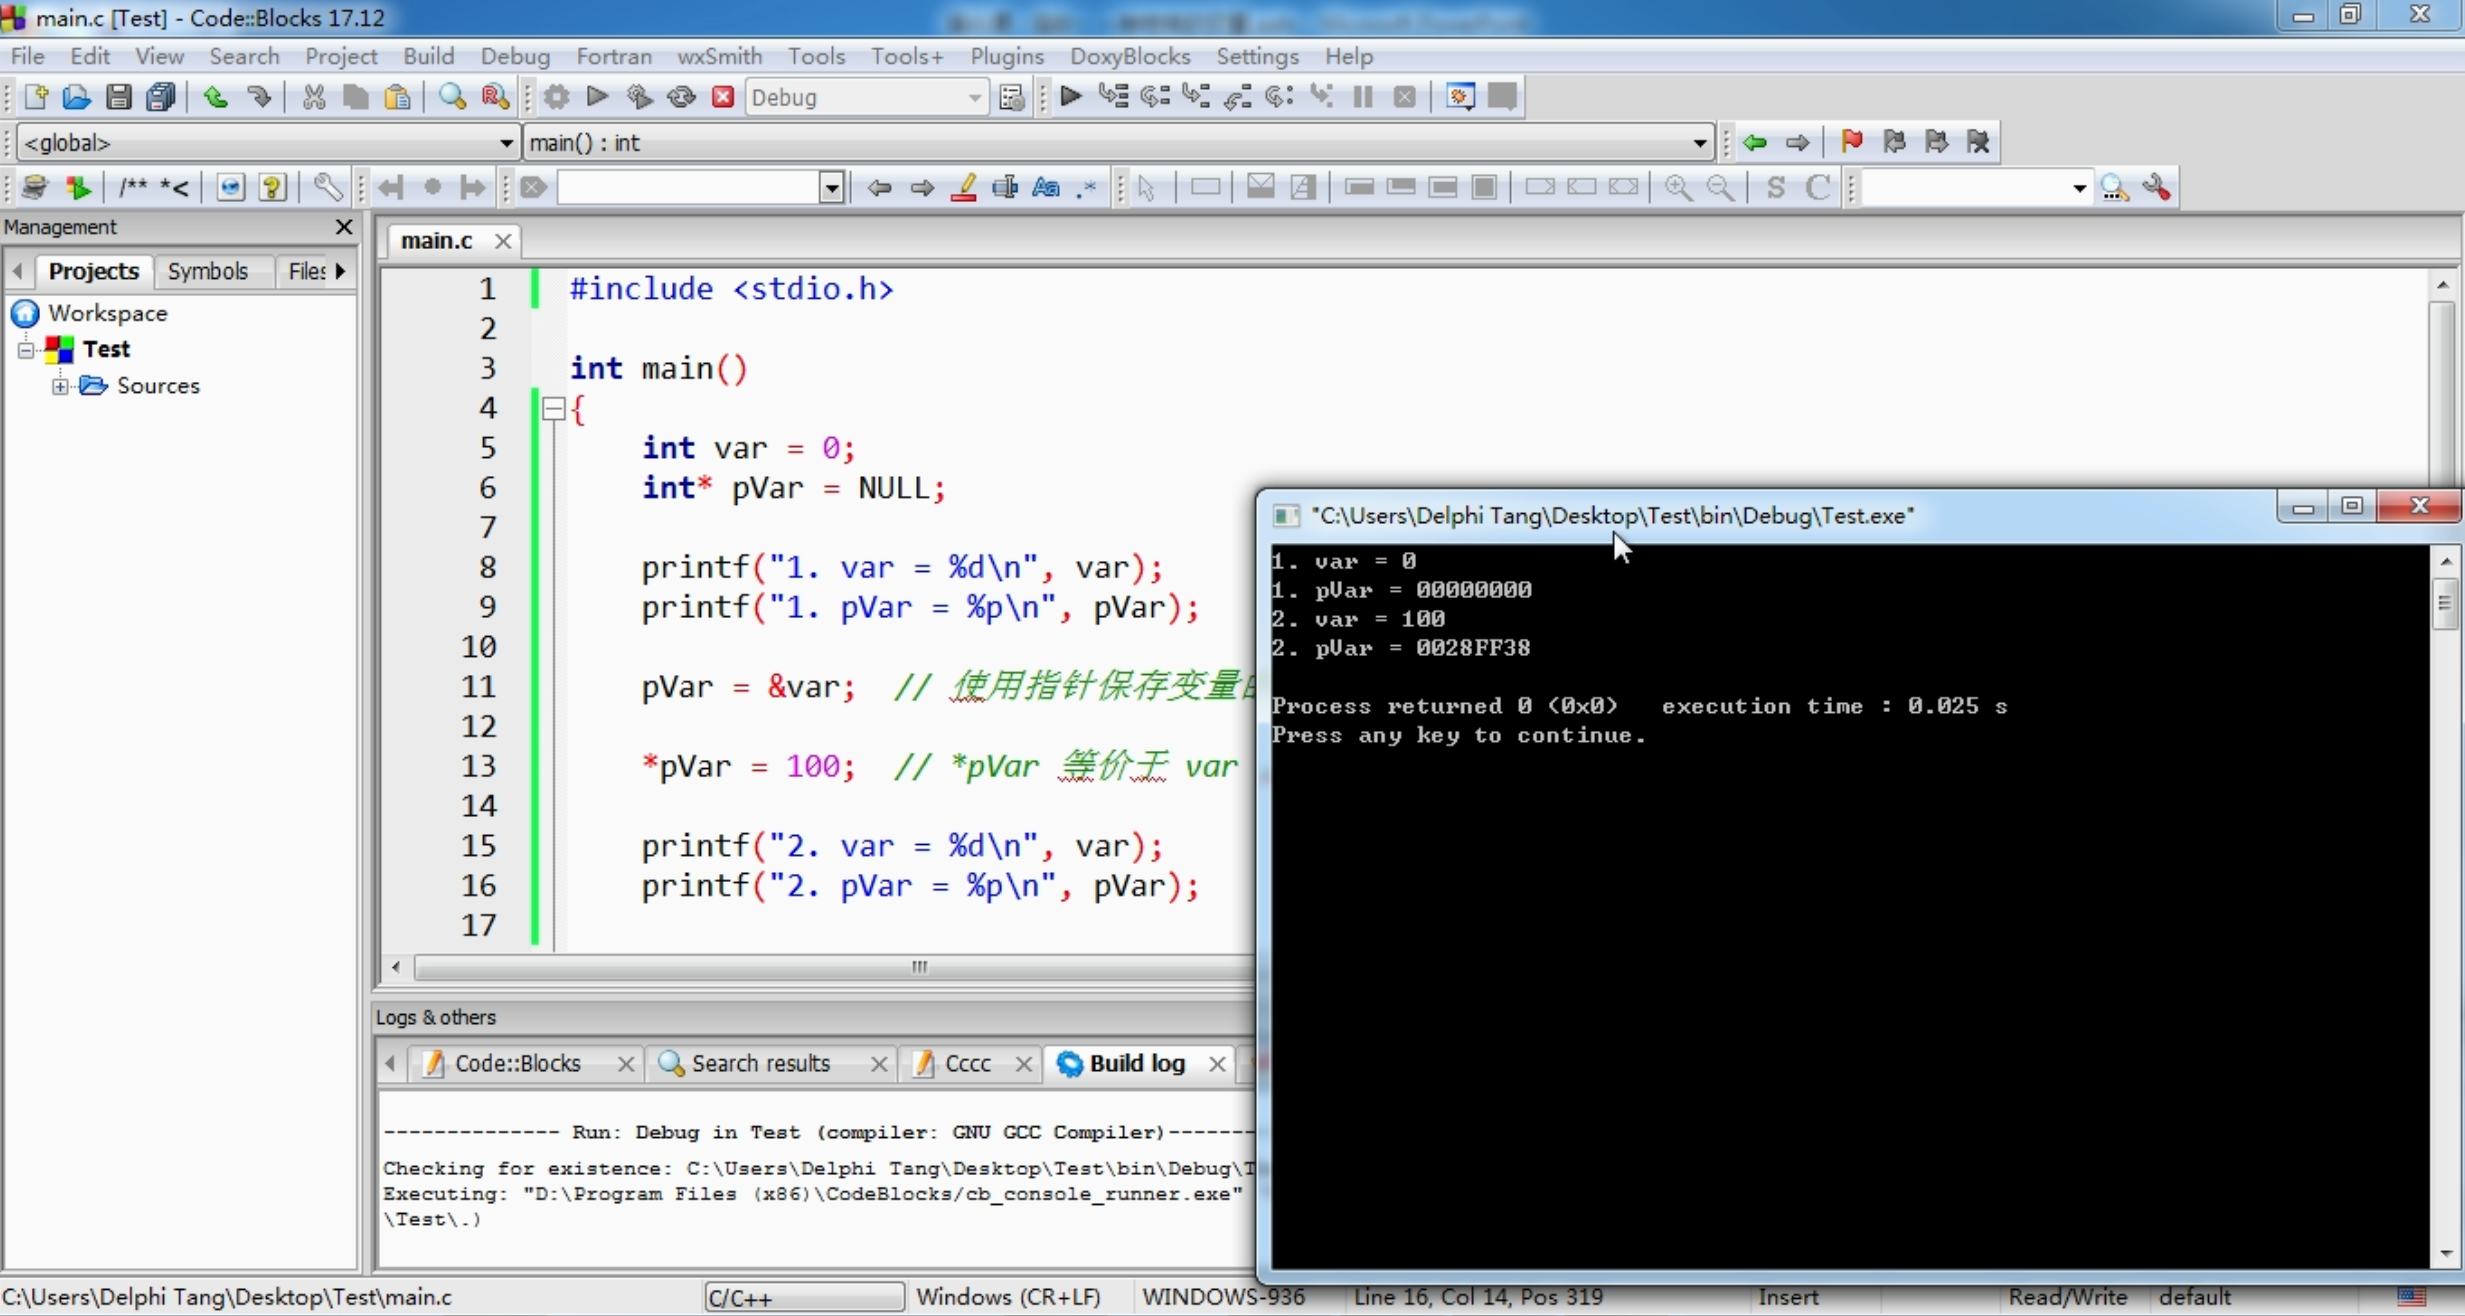 main.c [Test] - Code::Blocks 17.12
File Edit View Search Project Build Debug Fortran wxSmith Tools Tools+ Plugins DoxyBlocks Settings Help
Debug
<global> main() : int
/** *<
S C
Management
Projects Symbols Files
Workspace
Test
Sources
main.c
1 #include <stdio.h>
2
3 int main()
4 {
5 int var = 0;
6 int* pVar = NULL;
7
8 printf("1. var = %d\n", var);
9 printf("1. pVar = %p\n", pVar);
10
11 pVar = &var; // 使用指针保存变量
12
13 *pVar = 100; // *pVar 等价于 var
14
15 printf("2. var = %d\n", var);
16 printf("2. pVar = %p\n", pVar);
17
"C:\Users\Delphi Tang\Desktop\Test\bin\Debug\Test.exe"
1. var = 0
1. pVar = 00000000
2. var = 100
2. pVar = 0028FF38
Process returned 0 (0x0) execution time : 0.025 s
Press any key to continue.
Logs & others
Code::Blocks Search results Cccc Build log
-------------- Run: Debug in Test (compiler: GNU GCC Compiler)-------
Checking for existence: C:\Users\Delphi Tang\Desktop\Test\bin\Debug\T
Executing: "D:\Program Files (x86)\CodeBlocks/cb_console_runner.exe"
\Test\.)
C:\Users\Delphi Tang\Desktop\Test\main.c C/C++ Windows (CR+LF) WINDOWS-936 Line 16, Col 14, Pos 319 Insert Read/Write default